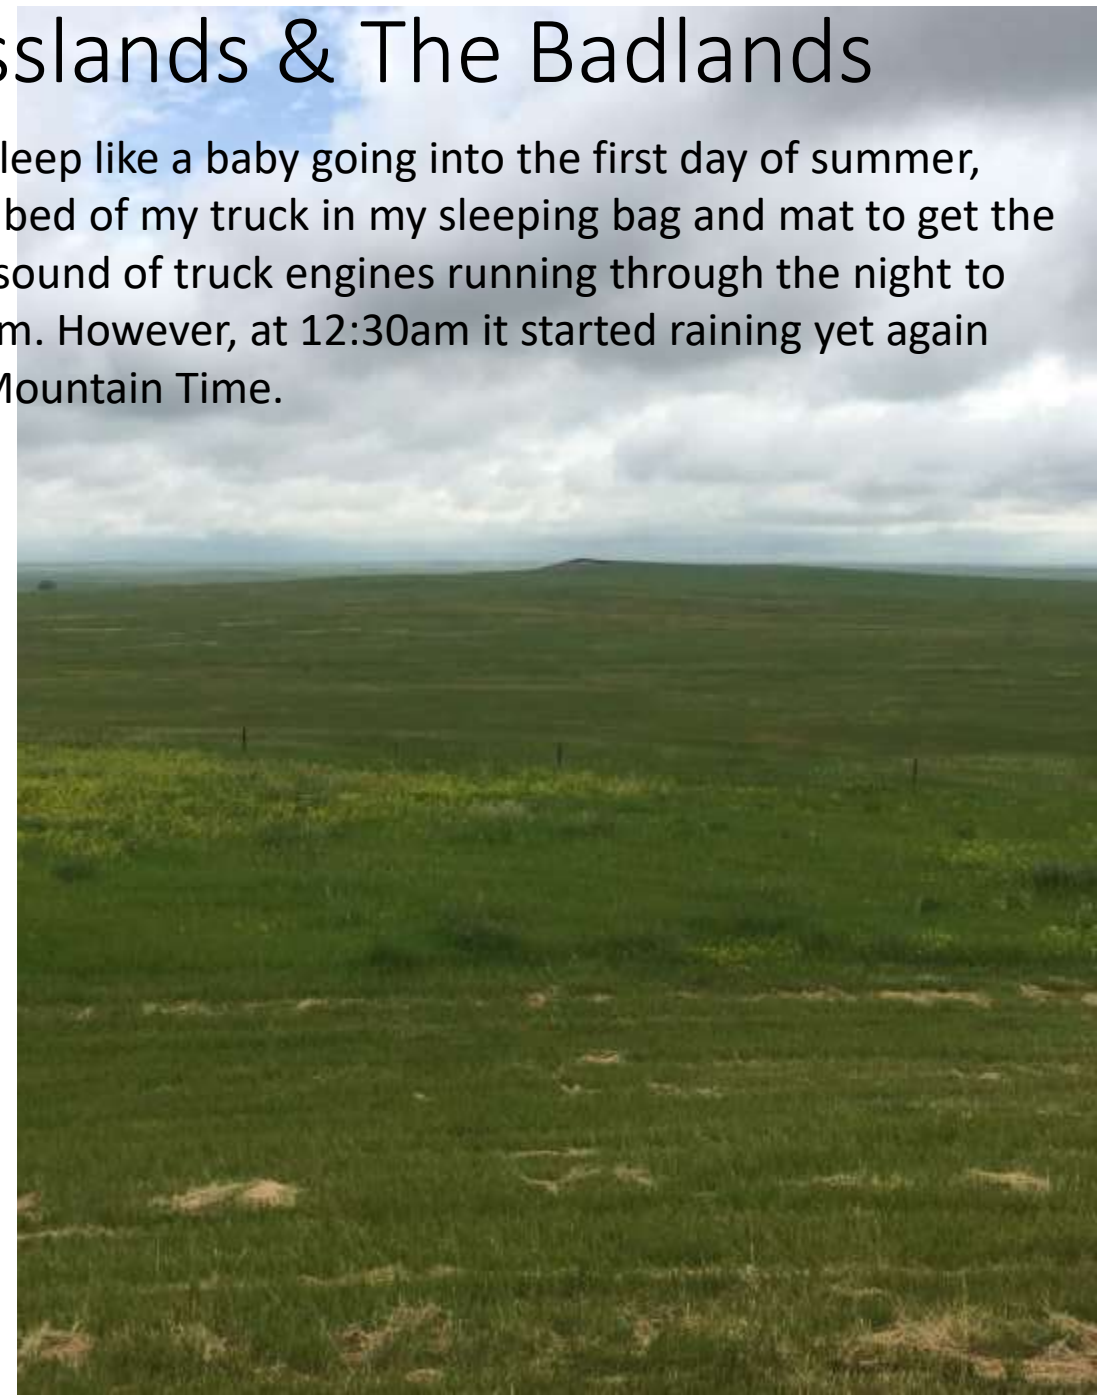 sslands & The Badlands
leep like a baby going into the first day of summer,
bed of my truck in my sleeping bag and mat to get the
sound of truck engines running through the night to
m. However, at 12:30am it started raining yet again
Mountain Time.